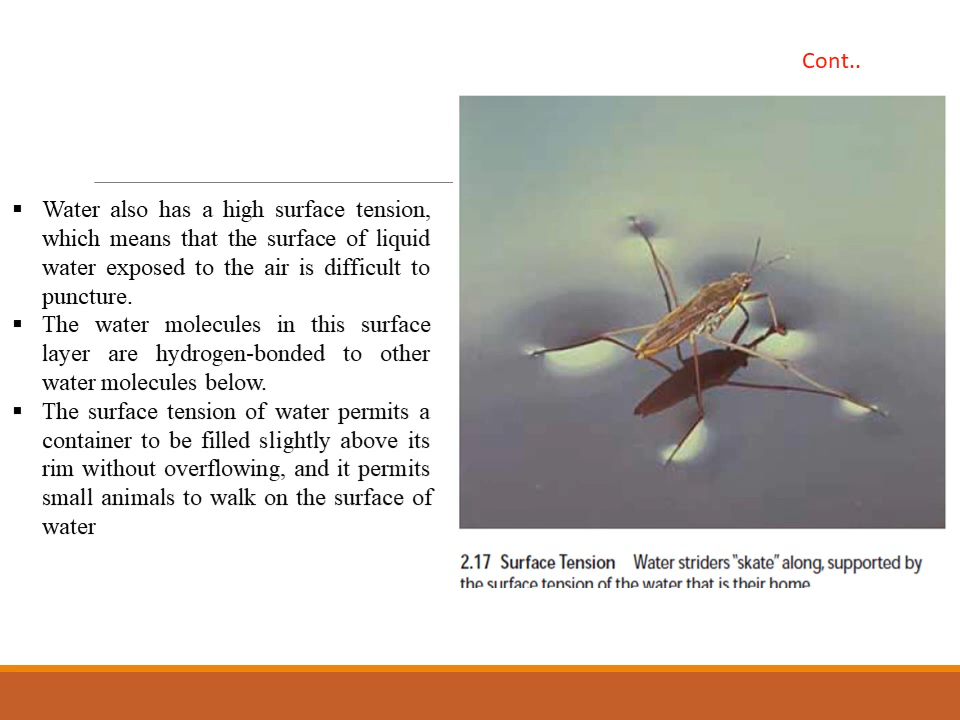 Cont..
▪ Water also has a high surface tension,
which means that the surface of liquid
water exposed to the air is difficult to
puncture.
▪ The water molecules in this surface
layer are hydrogen-bonded to other
water molecules below.
▪ The surface tension of water permits a
container to be filled slightly above its
rim without overflowing, and it permits
small animals to walk on the surface of
water
2.17 Surface Tension Water striders "skate" along, supported by
the surface tension of the water that is their home